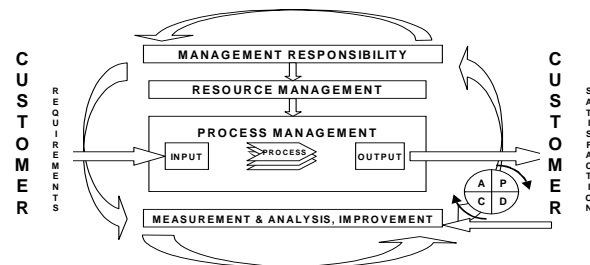 CUSTOMER
REQUIREMENTS
MANAGEMENT RESPONSIBILITY
RESOURCE MANAGEMENT
PROCESS MANAGEMENT
INPUT
PROCESS
OUTPUT
MEASUREMENT & ANALYSIS, IMPROVEMENT
A P
C D
CUSTOMER
SATISFACTION